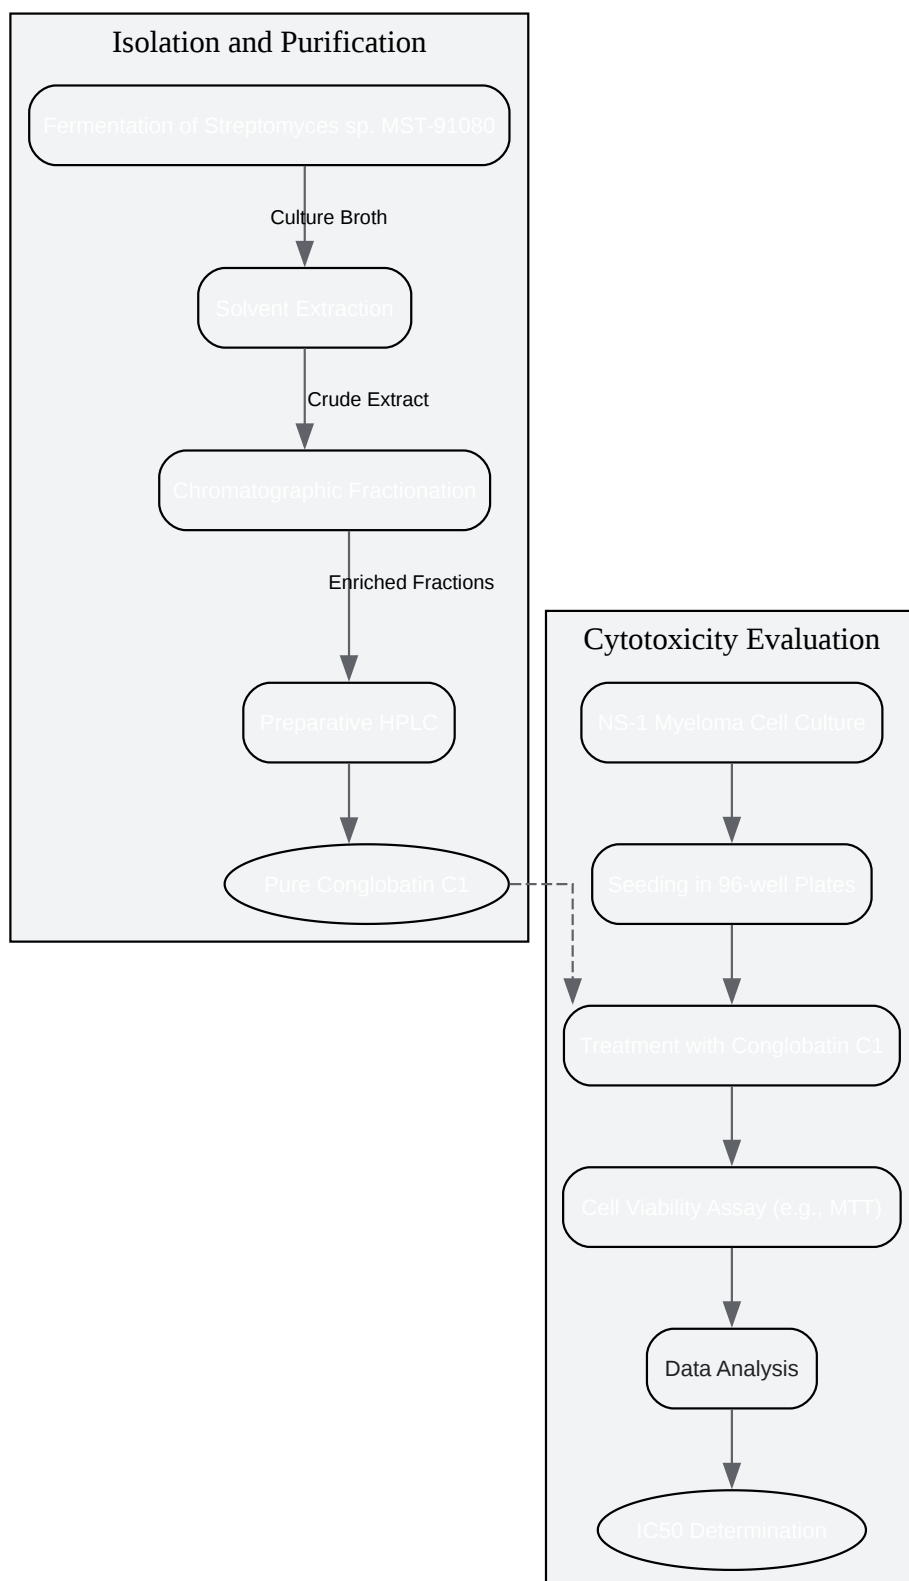 Isolation and Purification
Fermentation of Streptomyces sp. MST-91080
Culture Broth
Solvent Extraction
Crude Extract
Chromatographic Fractionation
Enriched Fractions
Preparative HPLC
Pure Conglobatin C1
Cytotoxicity Evaluation
NS-1 Myeloma Cell Culture
Seeding in 96-well Plates
Treatment with Conglobatin C1
Cell Viability Assay (e.g., MTT)
Data Analysis
IC50 Determination